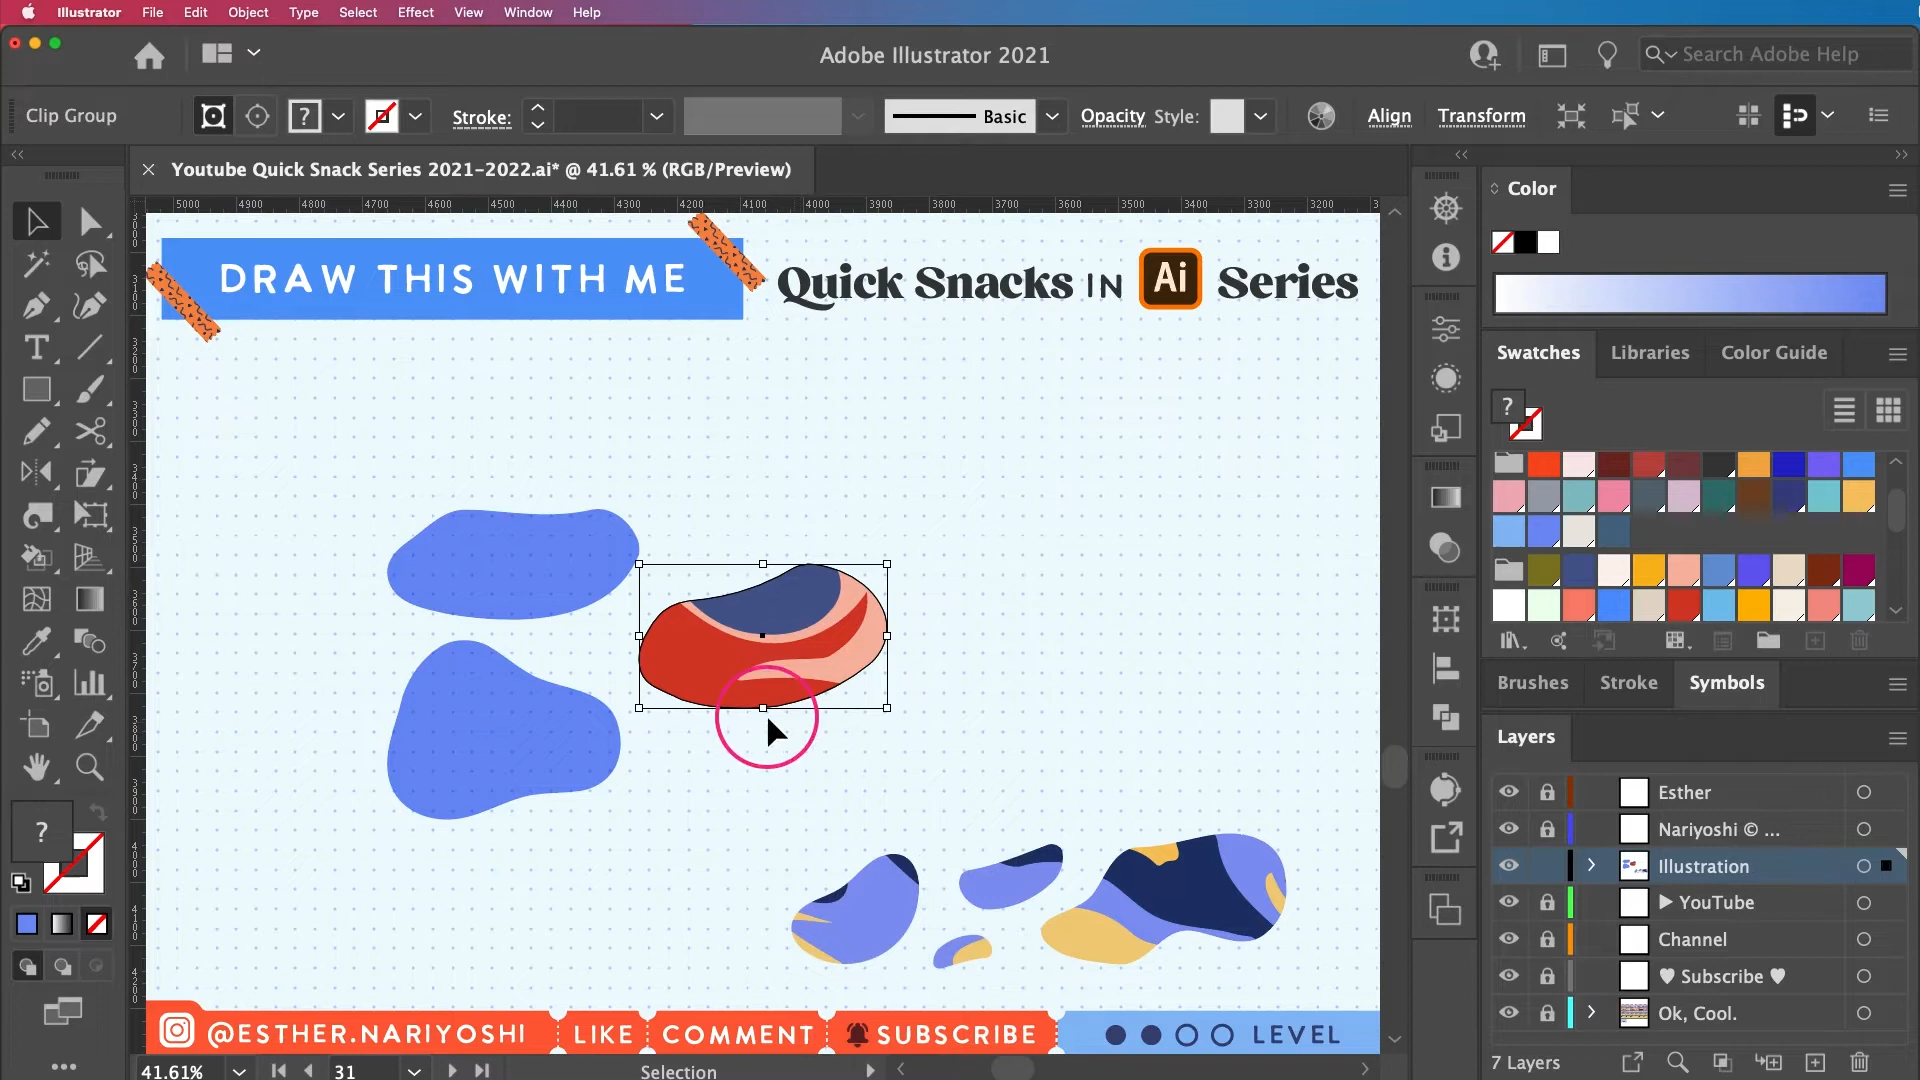 Illustrator File Edit Object Type Select Effect View Window Help
Adobe Illustrator 2021
Search Adobe Help
Clip Group
?
Stroke:
Basic
Opacity Style:
Align
Transform
Youtube Quick Snack Series 2021-2022.ai* @ 41.61 % (RGB/Preview)
5000 4900 4800 4700 4600 4500 4400 4300 4200 4100 4000 3900 3800 3700 3600 3500 3400 3300 3200
DRAW THIS WITH ME
Quick Snacks IN Ai Series
Color
Swatches Libraries Color Guide
?
Brushes Stroke Symbols
Layers
Esther
Nariyoshi © ...
Illustration
▶ YouTube
Channel
♥ Subscribe ♥
Ok, Cool.
7 Layers
?
@ESTHER.NARIYOSHI LIKE COMMENT SUBSCRIBE LEVEL
41.61% 31 Selection